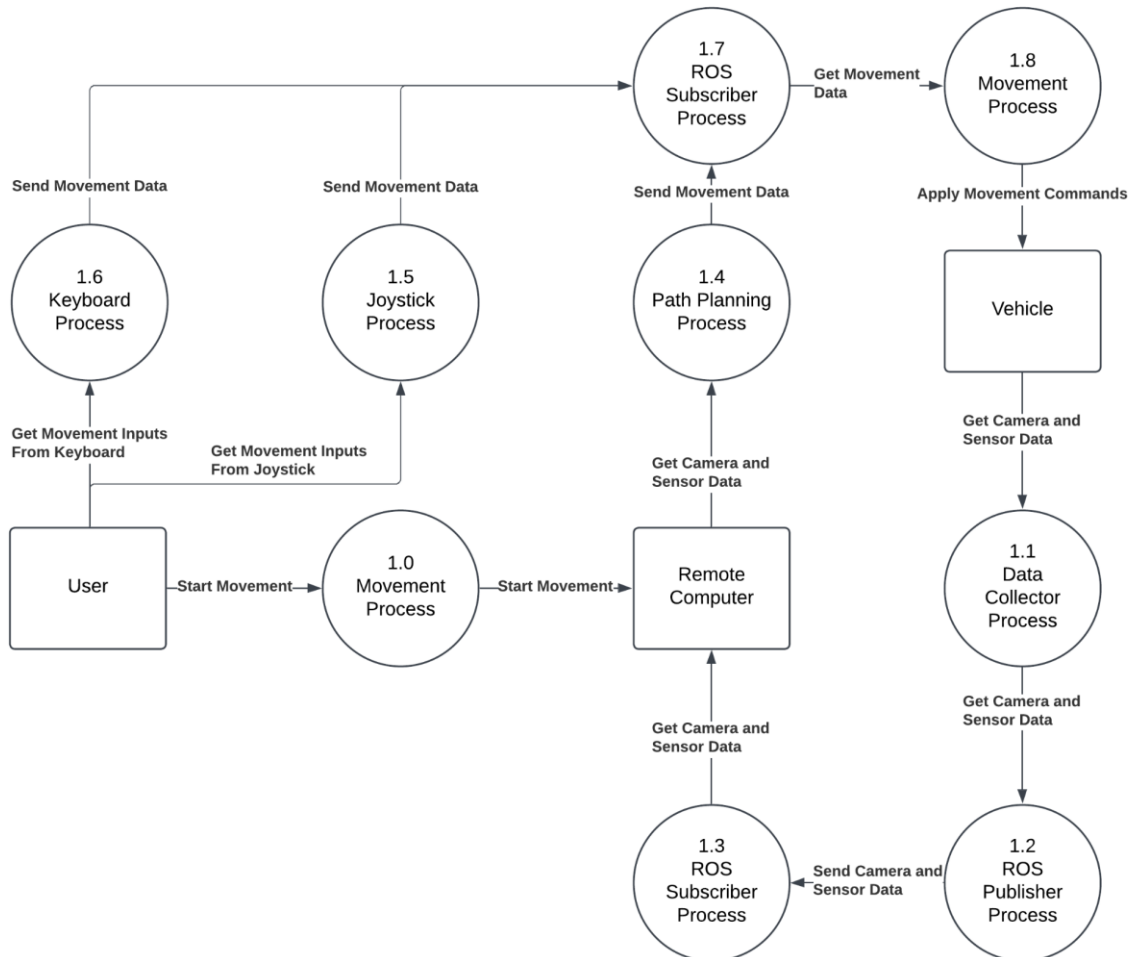 1.7
ROS
Subscriber
Process
Get Movement
Data
1.8
Movement
Process
Send Movement Data
Send Movement Data
Send Movement Data
Apply Movement Commands
1.6
Keyboard
Process
1.5
Joystick
Process
1.4
Path Planning
Process
Vehicle
Get Movement Inputs
From Keyboard
Get Movement Inputs
From Joystick
Get Camera and
Sensor Data
Get Camera and
Sensor Data
User
Start Movement
1.0
Movement
Process
Start Movement
Remote
Computer
1.1
Data
Collector
Process
Get Camera and
Sensor Data
Get Camera and
Sensor Data
1.3
ROS
Subscriber
Process
Send Camera and
Sensor Data
1.2
ROS
Publisher
Process